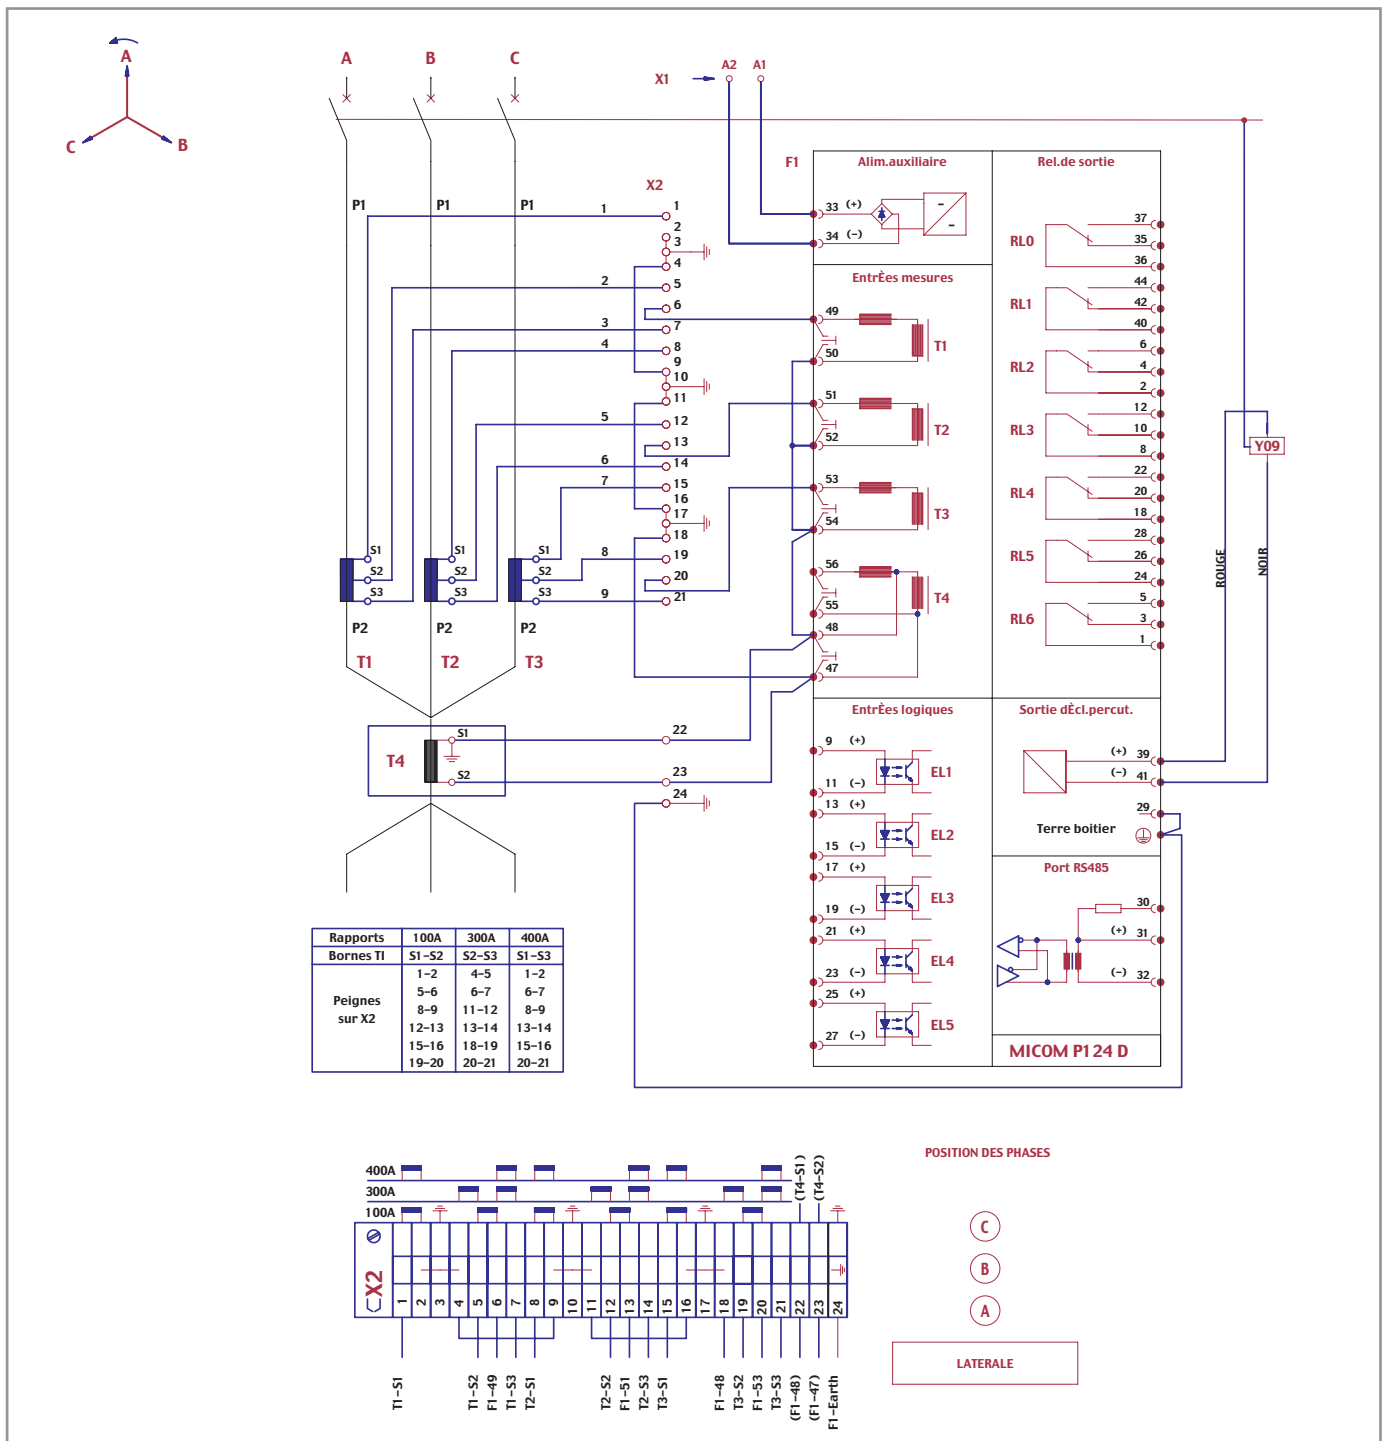 A
C
B
A B C
X1 A2 A1
P1 P1 P1
X2
1 1
2
3
4
2 5
6
3 7
4 8
9
10
11
5 12
13
6 14
7 15
16
17
18
8 19
20
9 21
S1 S1 S1
S2 S2 S2
S3 S3 S3
P2 P2 P2
T1 T2 T3
T4
S1
S2
22
23
24
F1
Alim.auxiliaire
33 (+)
34 (-)
-
-
EntrÈes mesures
49
50
T1
51
52
T2
53
54
T3
56
55
T4
48
47
EntrÈes logiques
9 (+)
EL1
11 (-)
13 (+)
EL2
15 (-)
17 (+)
EL3
19 (-)
21 (+)
EL4
23 (-)
25 (+)
EL5
27 (-)
Rel.de sortie
37
RL0 35
36
44
RL1 42
40
6
RL2 4
2
12
RL3 10
8
22
RL4 20
18
28
RL5 26
24
5
RL6 3
1
Sortie dÈcl.percut.
(+) 39
(-) 41
29
Terre boitier
Port RS485
30
(+) 31
(-) 32
MICOM P124 D
Y09
ROUGE
NOIR
Rapports 100A 300A 400A
Bornes TI S1-S2 S2-S3 S1-S3
Peignes
sur X2
1-2 4-5 1-2
5-6 6-7 6-7
8-9 11-12 8-9
12-13 13-14 13-14
15-16 18-19 15-16
19-20 20-21 20-21
400A
300A
100A
(T4-S1)
(T4-S2)
X2
1 2 3 4 5 6 7 8 9 10 11 12 13 14 15 16 17 18 19 20 21 22 23 24
T1-S1
T1-S2
F1-49
T1-S3
T2-S1
T2-S2
F1-51
T2-S3
T3-S1
F1-48
T3-S2
F1-53
T3-S3
(F1-48)
(F1-47)
F1-Earth
POSITION DES PHASES
C
B
A
LATERALE